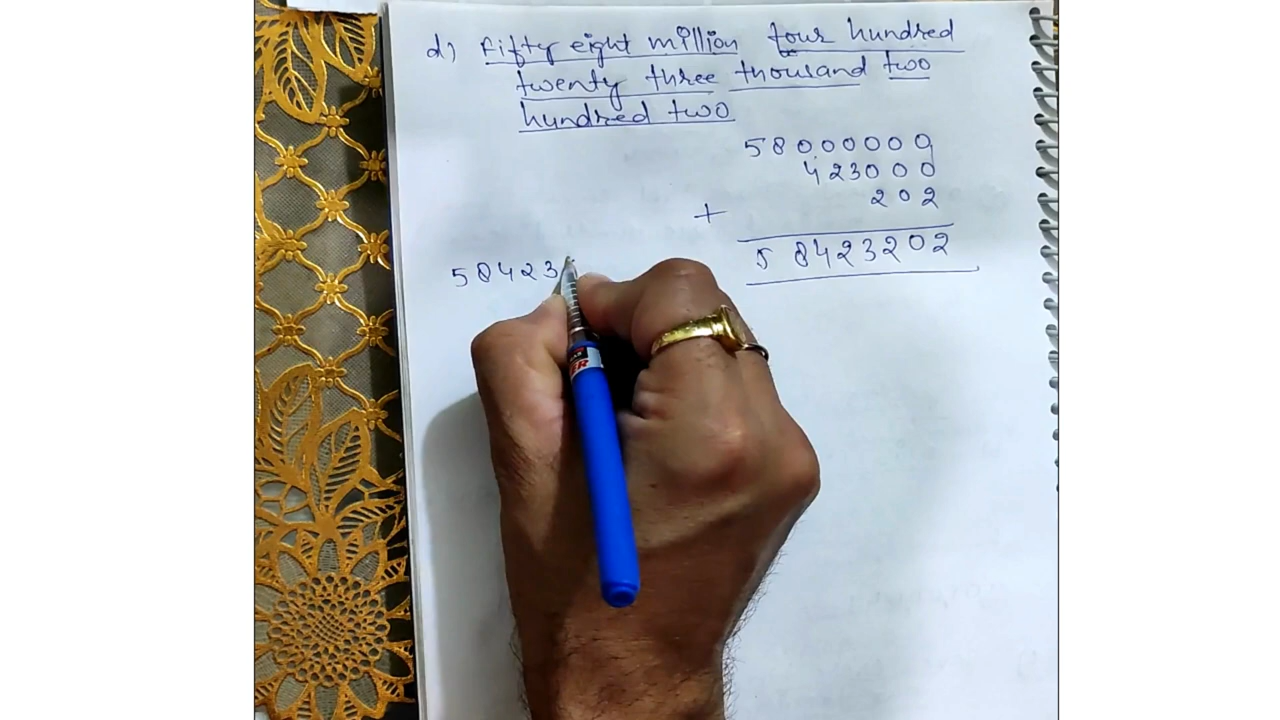 d) Fifty eight million four hundred
twenty three thousand two
hundred two
58000000
423000
202
+
58423202
58423